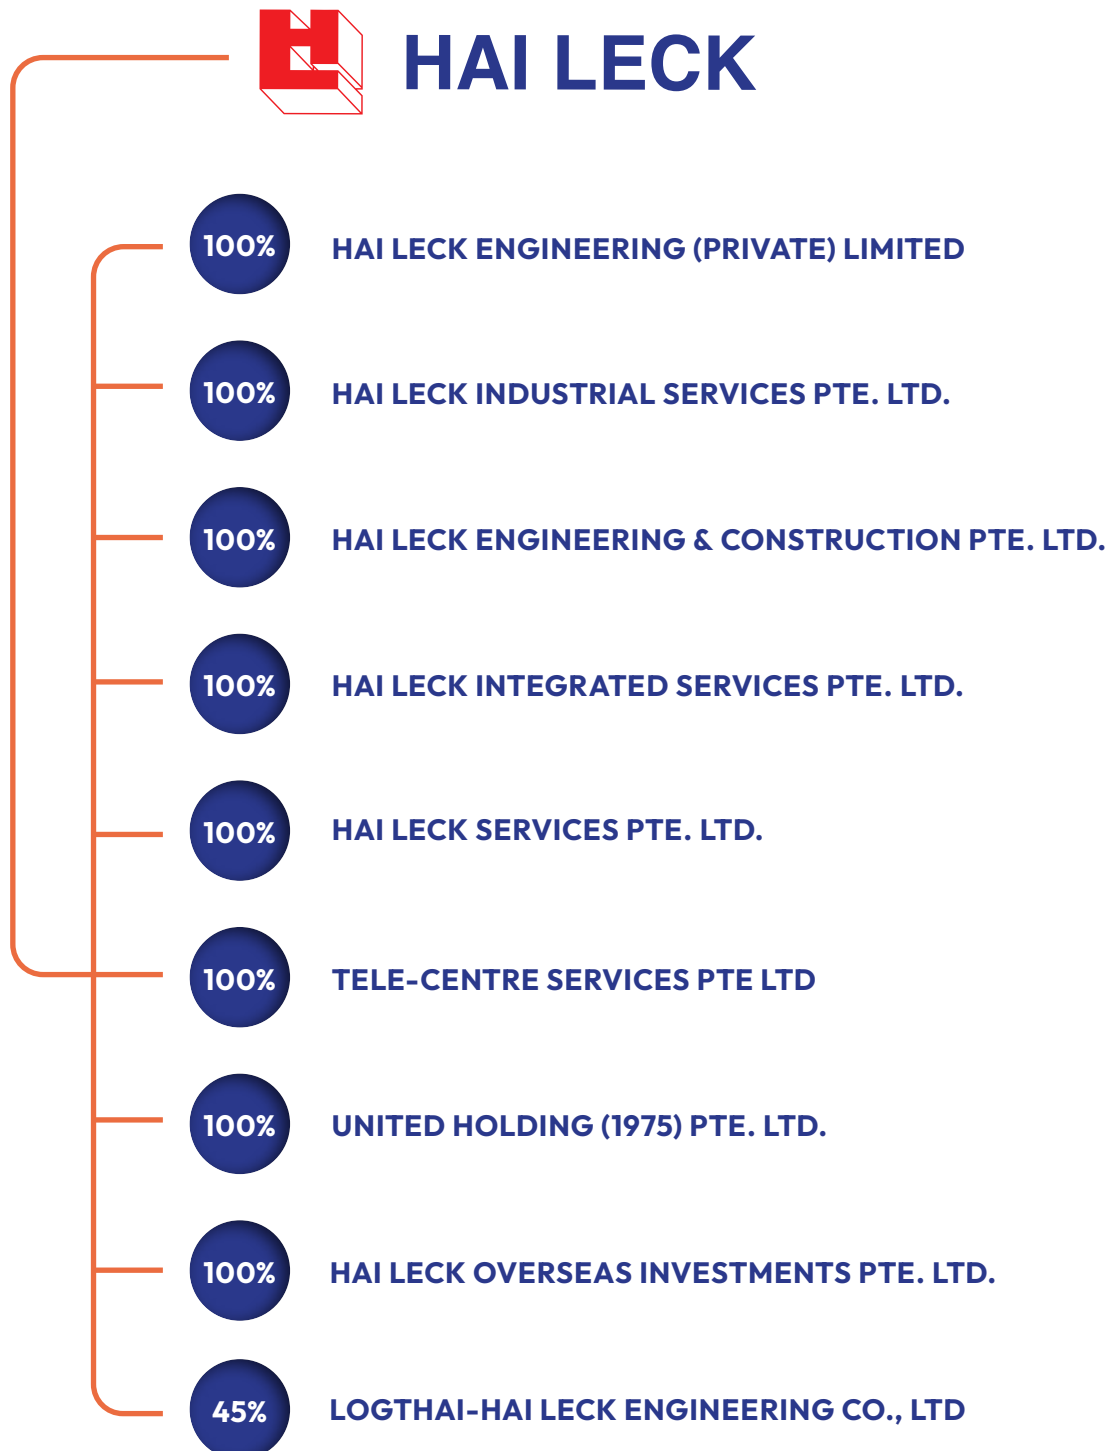 HAI LECK
100% HAI LECK ENGINEERING (PRIVATE) LIMITED
100% HAI LECK INDUSTRIAL SERVICES PTE. LTD.
100% HAI LECK ENGINEERING & CONSTRUCTION PTE. LTD.
100% HAI LECK INTEGRATED SERVICES PTE. LTD.
100% HAI LECK SERVICES PTE. LTD.
100% TELE-CENTRE SERVICES PTE LTD
100% UNITED HOLDING (1975) PTE. LTD.
100% HAI LECK OVERSEAS INVESTMENTS PTE. LTD.
45% LOGTHAI-HAI LECK ENGINEERING CO., LTD